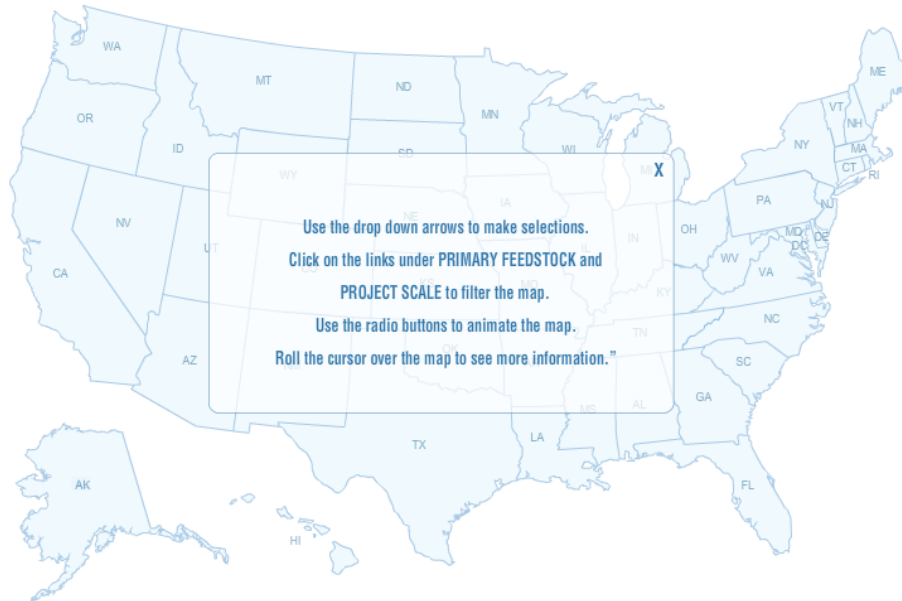 WA
MT
ND
MN
ME
OR
ID
SD
WI
MI
VT
NH
NY
MA
CT
RI
WY
X
NV
UT
NE
IA
PA
NJ
OH
IN
IL
MD
DE
DC
WV
VA
CA
CO
KS
MO
KY
Use the drop down arrows to make selections.
Click on the links under PRIMARY FEEDSTOCK and
PROJECT SCALE to filter the map.
Use the radio buttons to animate the map.
Roll the cursor over the map to see more information.”
AZ
NM
OK
TN
NC
SC
MS
AL
GA
TX
LA
FL
AK
HI